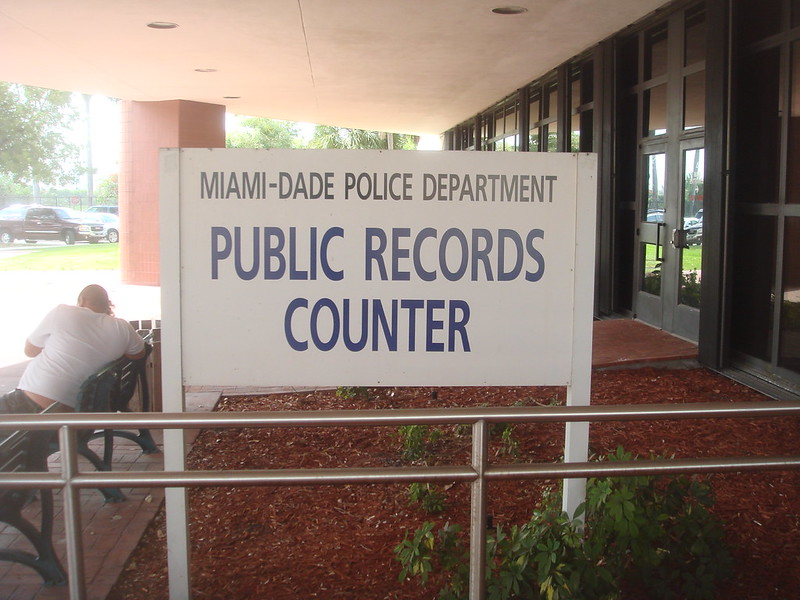 MIAMI-DADE POLICE DEPARTMENT
PUBLIC RECORDS
COUNTER